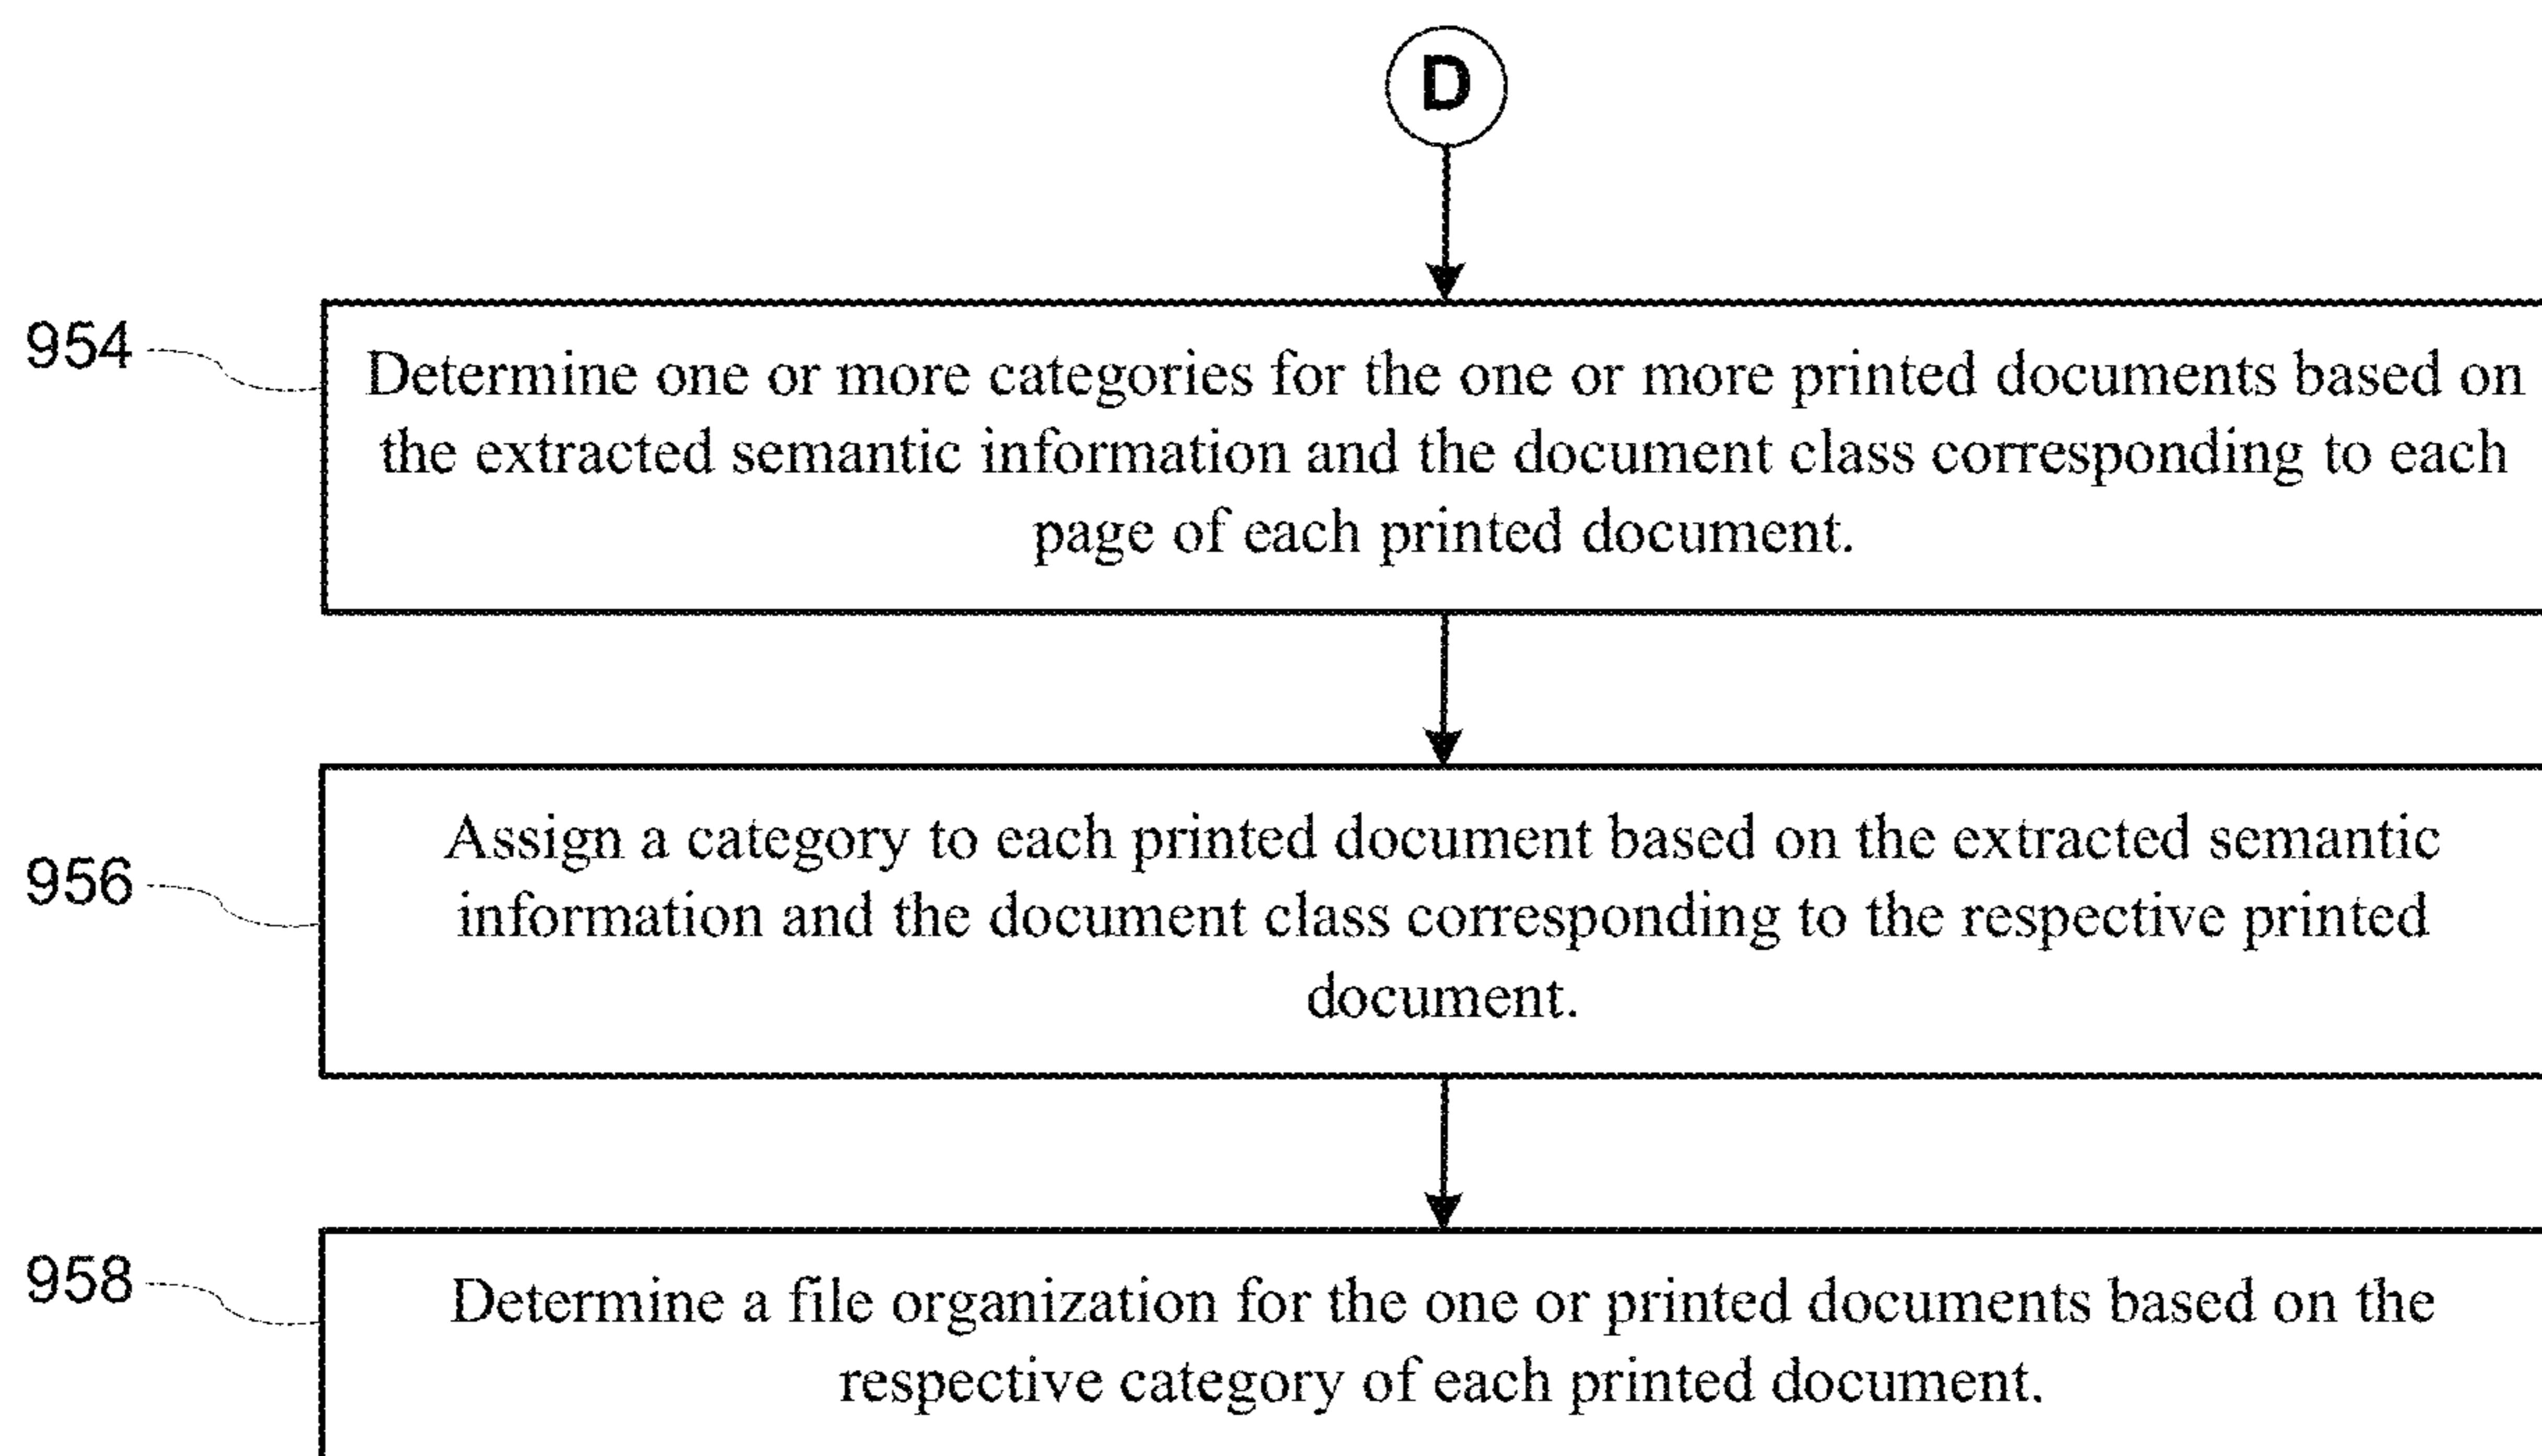 D
954
Determine one or more categories for the one or more printed documents based on
the extracted semantic information and the document class corresponding to each
page of each printed document.
956
Assign a category to each printed document based on the extracted semantic
information and the document class corresponding to the respective printed
document.
958
Determine a file organization for the one or printed documents based on the
respective category of each printed document.